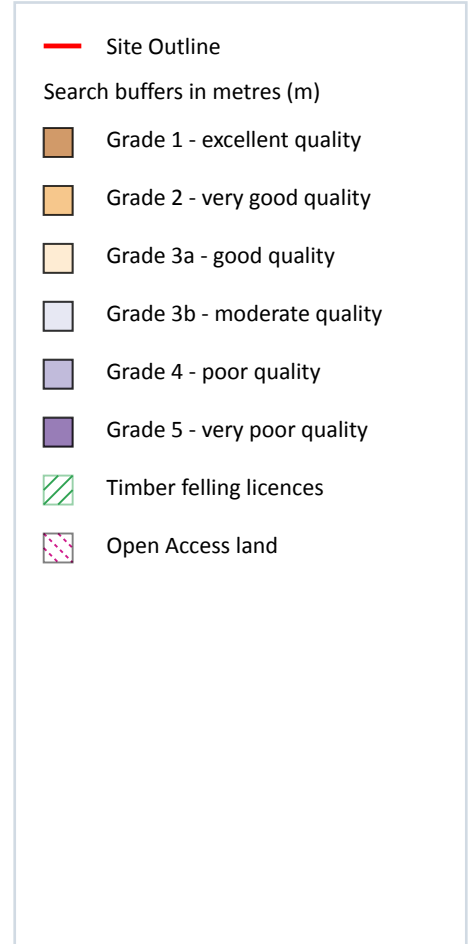 Site Outline
Search buffers in metres (m)
Grade 1 - excellent quality
Grade 2 - very good quality
Grade 3a - good quality
Grade 3b - moderate quality
Grade 4 - poor quality
Grade 5 - very poor quality
Timber felling licences
Open Access land